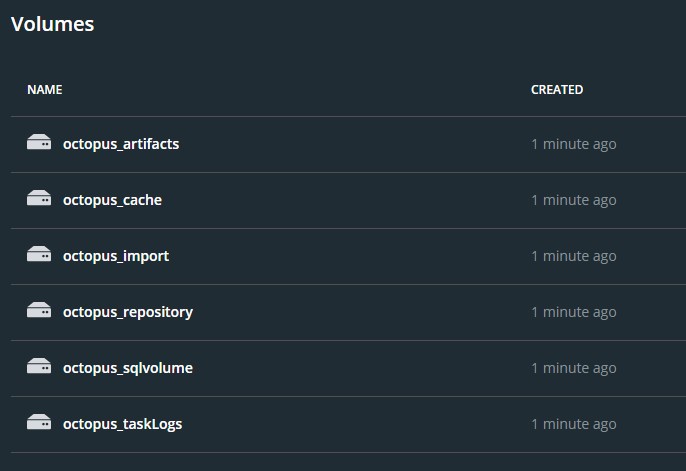 Volumes
NAME CREATED
octopus_artifacts 1 minute ago
octopus_cache 1 minute ago
octopus_import 1 minute ago
octopus_repository 1 minute ago
octopus_sqlvolume 1 minute ago
octopus_taskLogs 1 minute ago